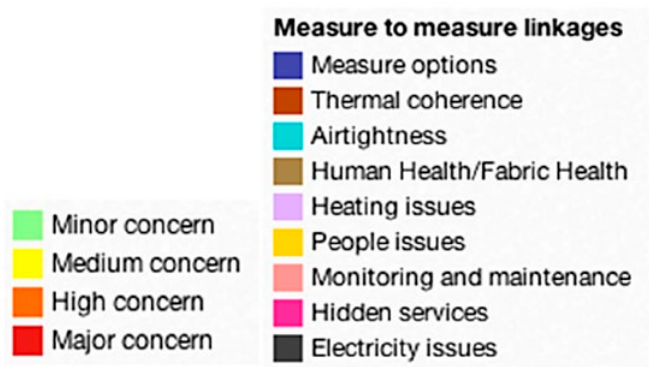 Minor concern
Medium concern
High concern
Major concern
Measure to measure linkages
Measure options
Thermal coherence
Airtightness
Human Health/Fabric Health
Heating issues
People issues
Monitoring and maintenance
Hidden services
Electricity issues